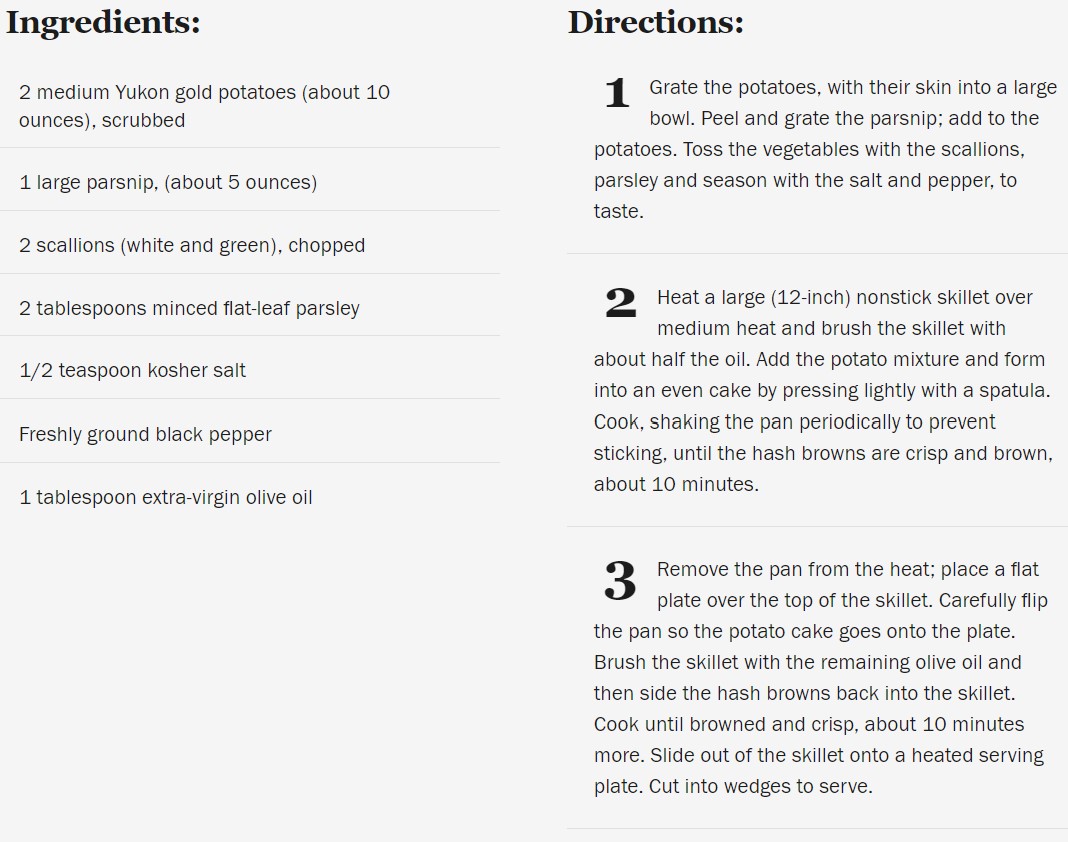 Ingredients:
2 medium Yukon gold potatoes (about 10
ounces), scrubbed
1 large parsnip, (about 5 ounces)
2 scallions (white and green), chopped
2 tablespoons minced flat-leaf parsley
1/2 teaspoon kosher salt
Freshly ground black pepper
1 tablespoon extra-virgin olive oil
Directions:
1 Grate the potatoes, with their skin into a large
bowl. Peel and grate the parsnip; add to the
potatoes. Toss the vegetables with the scallions,
parsley and season with the salt and pepper, to
taste.
2 Heat a large (12-inch) nonstick skillet over
medium heat and brush the skillet with
about half the oil. Add the potato mixture and form
into an even cake by pressing lightly with a spatula.
Cook, shaking the pan periodically to prevent
sticking, until the hash browns are crisp and brown,
about 10 minutes.
3 Remove the pan from the heat; place a flat
plate over the top of the skillet. Carefully flip
the pan so the potato cake goes onto the plate.
Brush the skillet with the remaining olive oil and
then side the hash browns back into the skillet.
Cook until browned and crisp, about 10 minutes
more. Slide out of the skillet onto a heated serving
plate. Cut into wedges to serve.